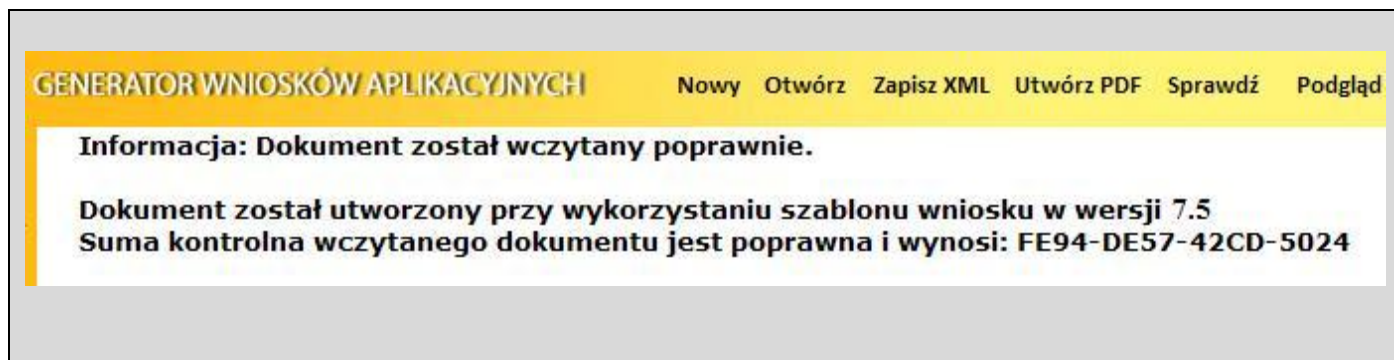 GENERATOR WNIOSKÓW APLIKACYJNYCH Nowy Otwórz Zapisz XML Utwórz PDF Sprawdź Podgląd
Informacja: Dokument został wczytany poprawnie.
Dokument został utworzony przy wykorzystaniu szablonu wniosku w wersji 7.5
Suma kontrolna wczytanego dokumentu jest poprawna i wynosi: FE94-DE57-42CD-5024